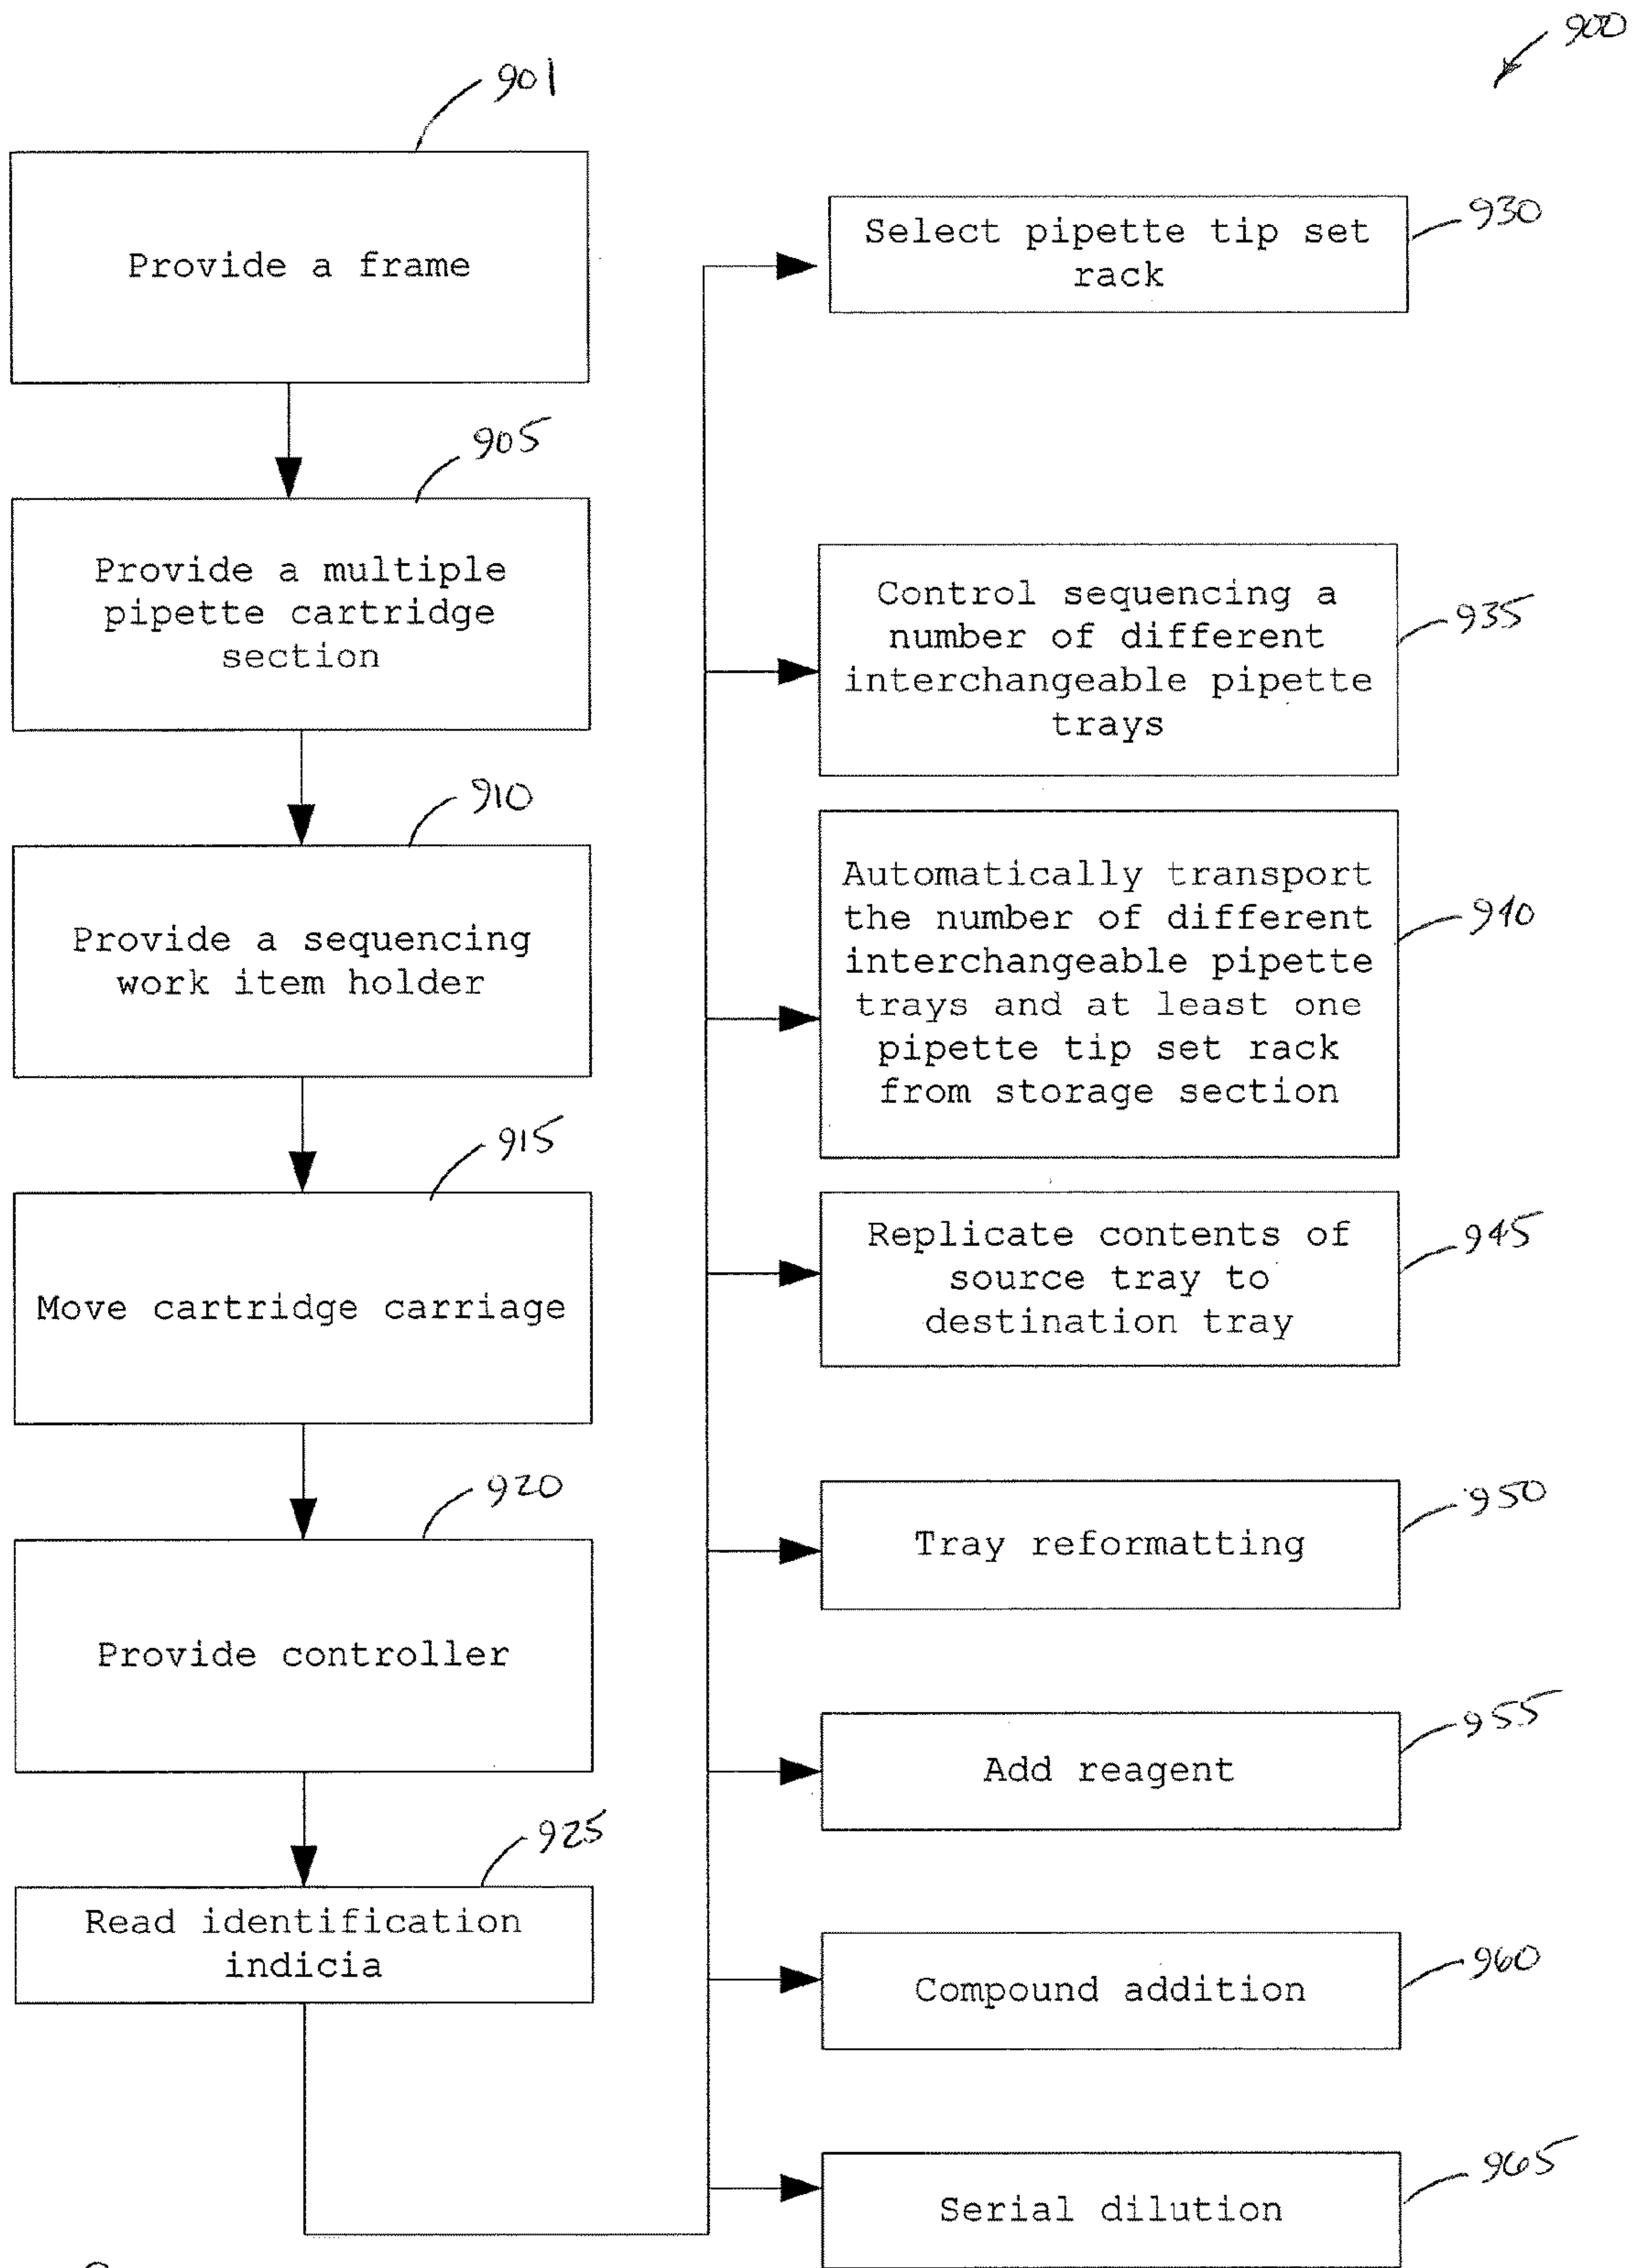 900
901
Provide a frame
905
Provide a multiple
pipette cartridge
section
910
Provide a sequencing
work item holder
915
Move cartridge carriage
920
Provide controller
925
Read identification
indicia
930
Select pipette tip set
rack
935
Control sequencing a
number of different
interchangeable pipette
trays
940
Automatically transport
the number of different
interchangeable pipette
trays and at least one
pipette tip set rack
from storage section
945
Replicate contents of
source tray to
destination tray
950
Tray reformatting
955
Add reagent
960
Compound addition
965
Serial dilution